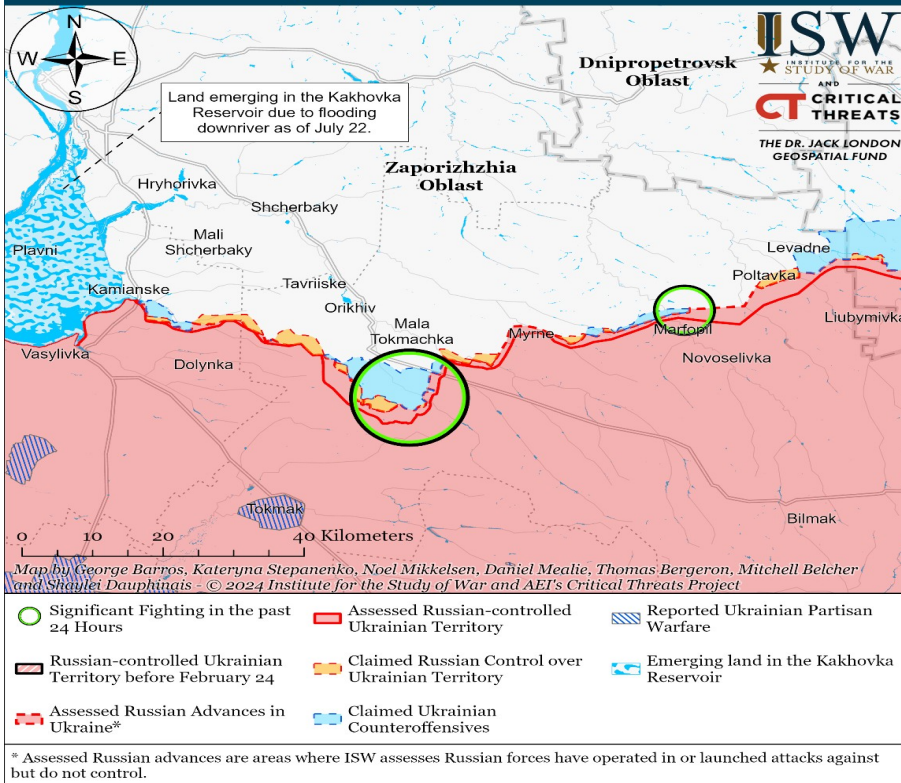 N
W E
S
ISW
INSTITUTE FOR THE
STUDY OF WAR
AND
CT CRITICAL
THREATS
THE DR. JACK LONDON
GEOSPATIAL FUND
Dnipropetrovsk
Oblast
Land emerging in the Kakhovka
Reservoir due to flooding
downriver as of July 22.
Zaporizhzhia
Oblast
Hryhorivka
Shcherbaky
Mali
Shcherbaky
Plavni
Levadne
Poltavka
Tavriiske
Kamianske
Orikhiv
Liubymivka
Mala
Tokmachka
Myrne
Marfopil
Vasylivka
Dolynka
Novoselivka
Tokmak
Bilmak
0 10 20 40 Kilometers
Map by George Barros, Kateryna Stepanenko, Noel Mikkelsen, Daniel Mealie, Thomas Bergeron, Mitchell Belcher
and Shaylei Dauphinais - © 2024 Institute for the Study of War and AEI's Critical Threats Project
Significant Fighting in the past
24 Hours
Assessed Russian-controlled
Ukrainian Territory
Reported Ukrainian Partisan
Warfare
Russian-controlled Ukrainian
Territory before February 24
Claimed Russian Control over
Ukrainian Territory
Emerging land in the Kakhovka
Reservoir
Assessed Russian Advances in
Ukraine*
Claimed Ukrainian
Counteroffensives
* Assessed Russian advances are areas where ISW assesses Russian forces have operated in or launched attacks against
but do not control.